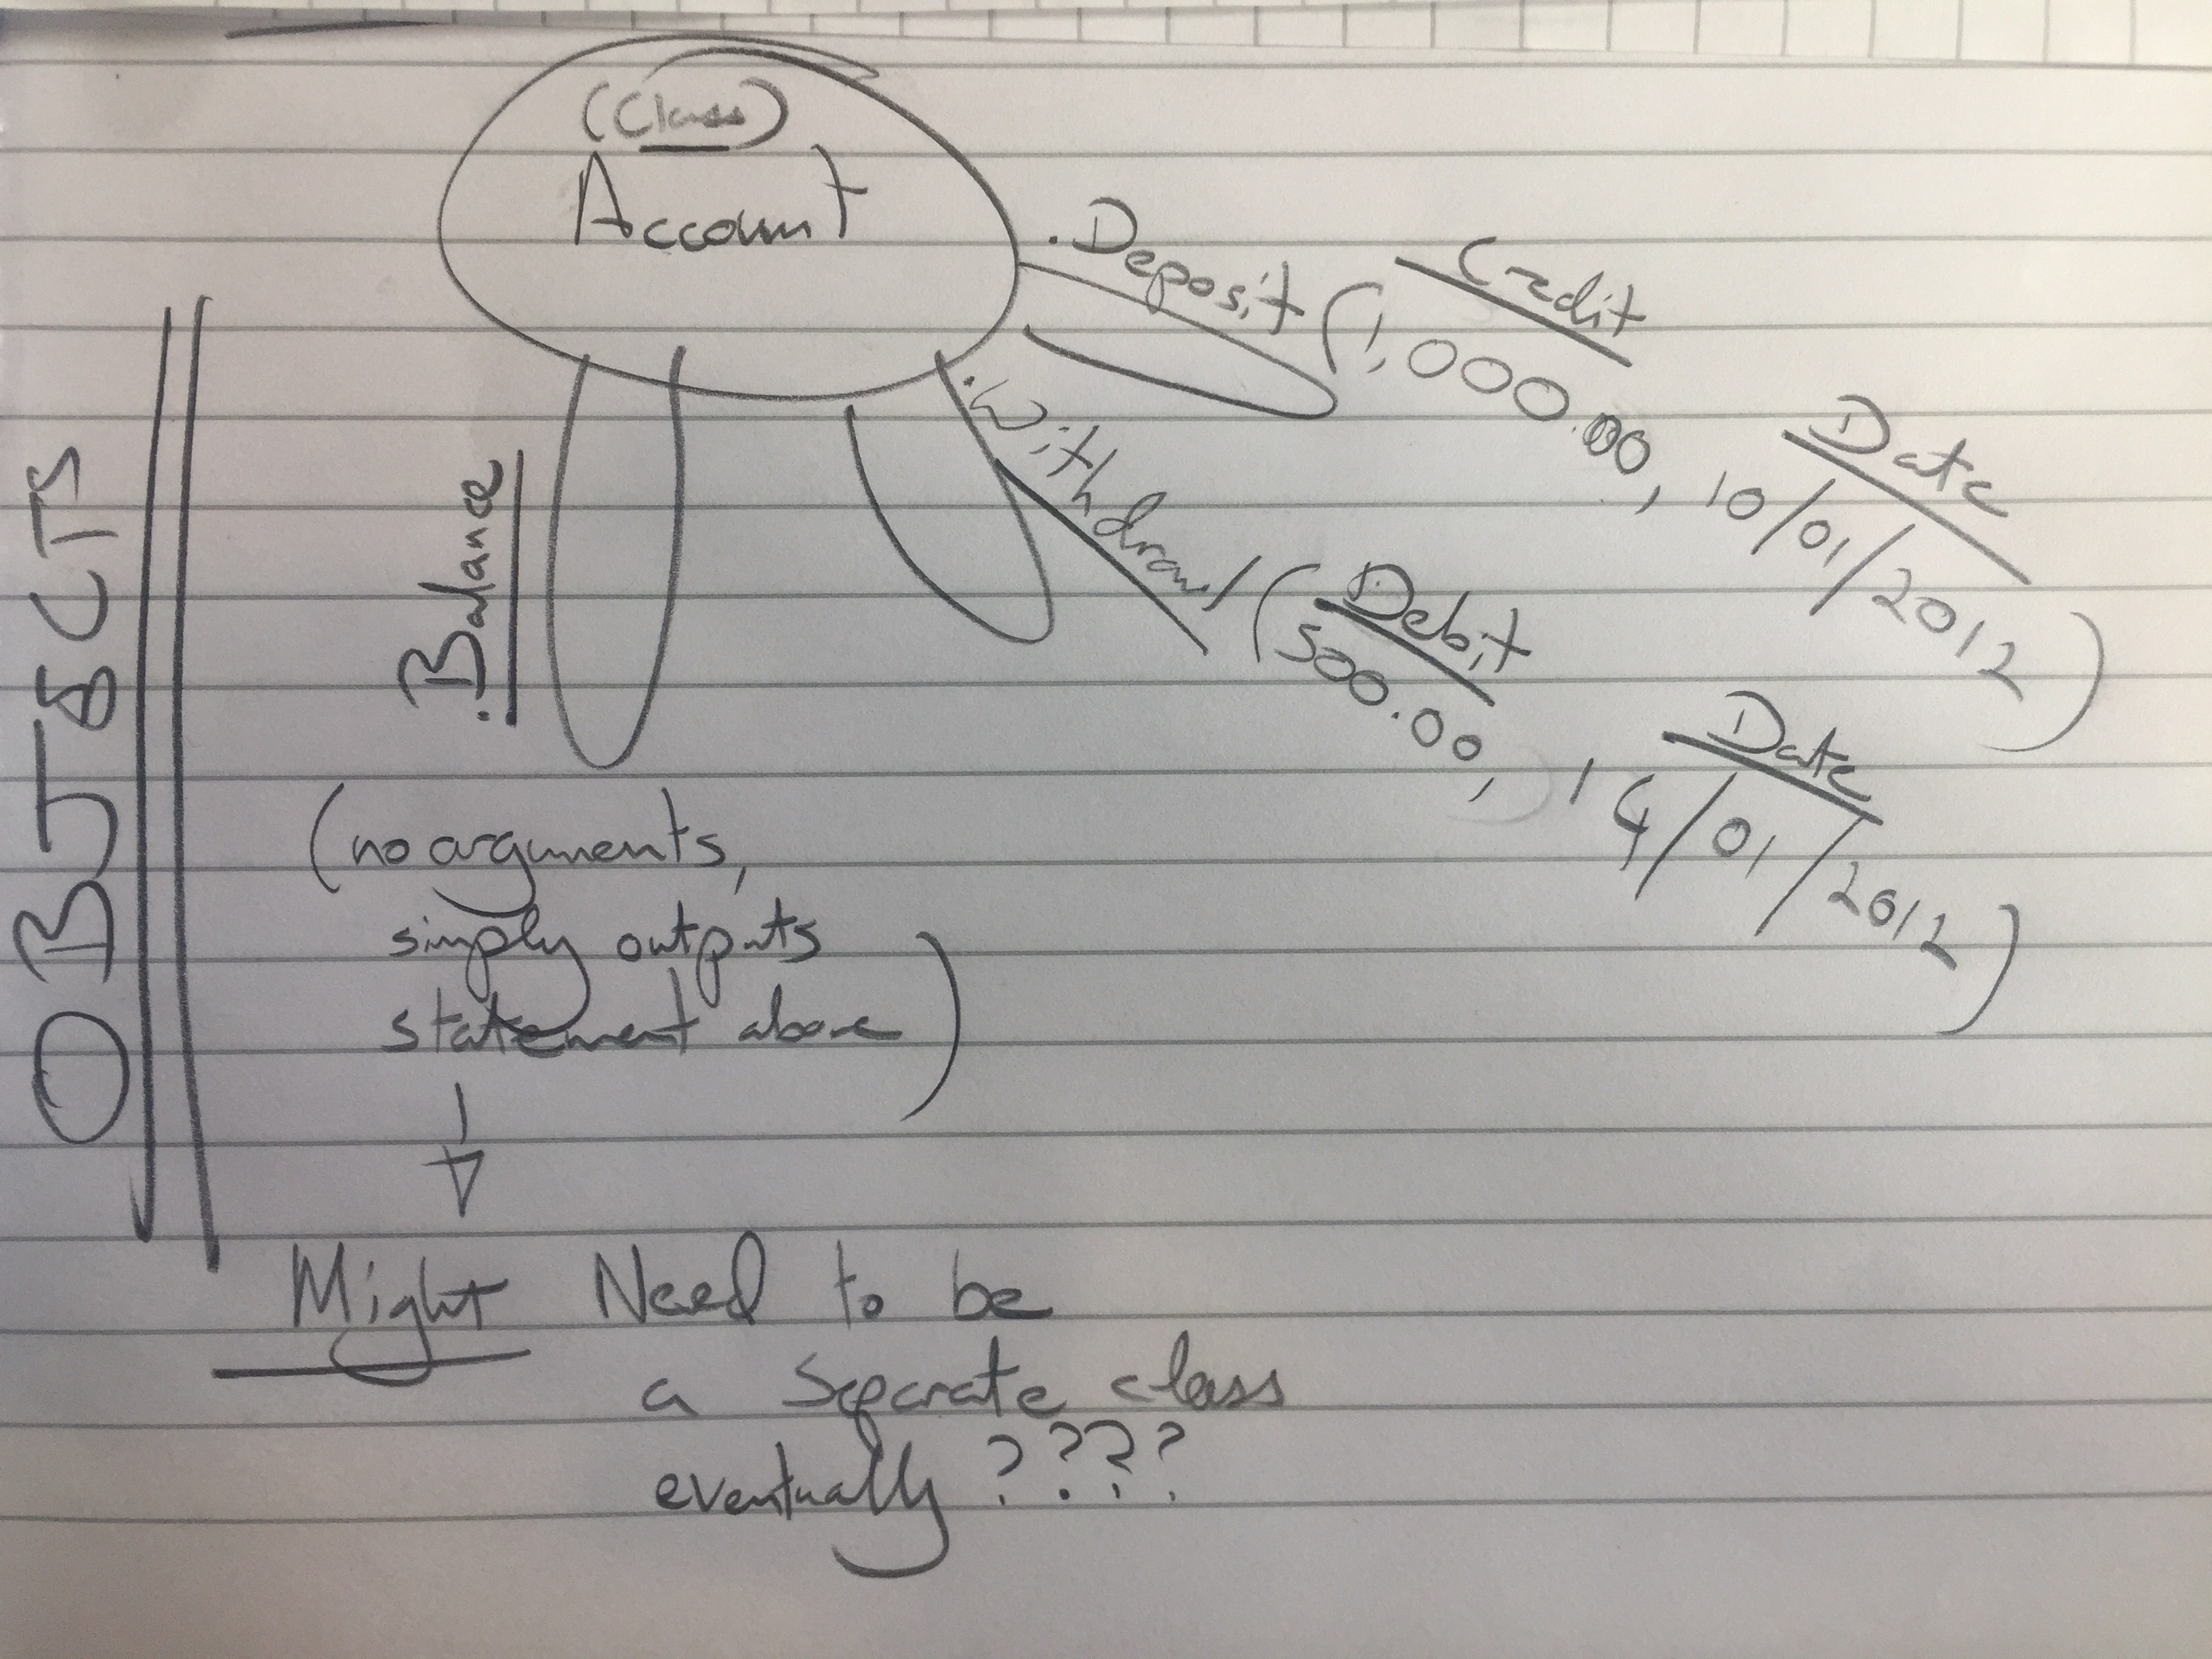 OBJECTS
(Class)
Account
.Deposit (1,000.00, 10/01/2012)
Credit
Date
.Withdrawl (500.00, 14/01/2012)
Debit
Date
.Balance
(no arguments,
simply outputs
statement above)
Might Need to be
a separate class
eventually ????